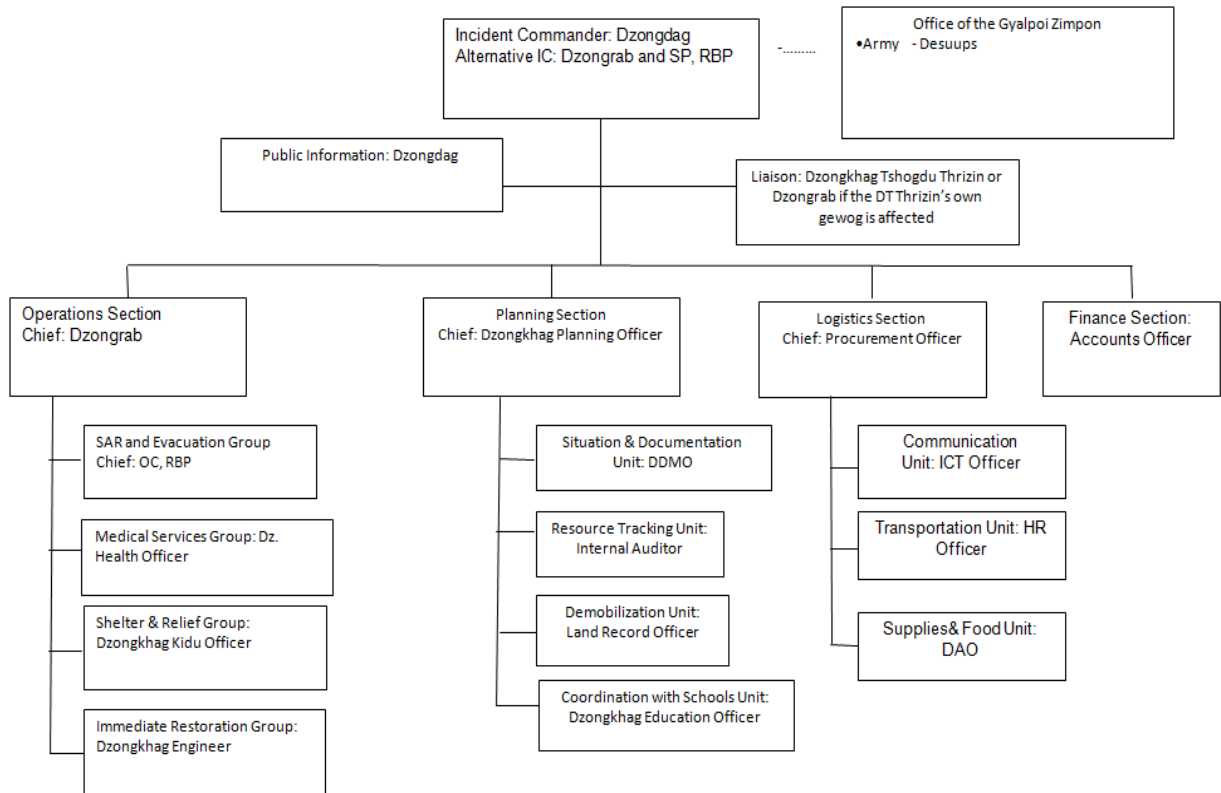 Incident Commander: Dzongdag
Alternative IC: Dzongrab and SP, RBP
-.........
Office of the Gyalpoi Zimpon
•Army - Desuups
Public Information: Dzongdag
Liaison: Dzongkhag Tshogdu Thrizin or
Dzongrab if the DT Thrizin's own
gewog is affected
Operations Section
Chief: Dzongrab
Planning Section
Chief: Dzongkhag Planning Officer
Logistics Section
Chief: Procurement Officer
Finance Section:
Accounts Officer
SAR and Evacuation Group
Chief: OC, RBP
Medical Services Group: Dz.
Health Officer
Shelter & Relief Group:
Dzongkhag Kidu Officer
Immediate Restoration Group:
Dzongkhag Engineer
Situation & Documentation
Unit: DDMO
Resource Tracking Unit:
Internal Auditor
Demobilization Unit:
Land Record Officer
Coordination with Schools Unit:
Dzongkhag Education Officer
Communication
Unit: ICT Officer
Transportation Unit: HR
Officer
Supplies& Food Unit:
DAO